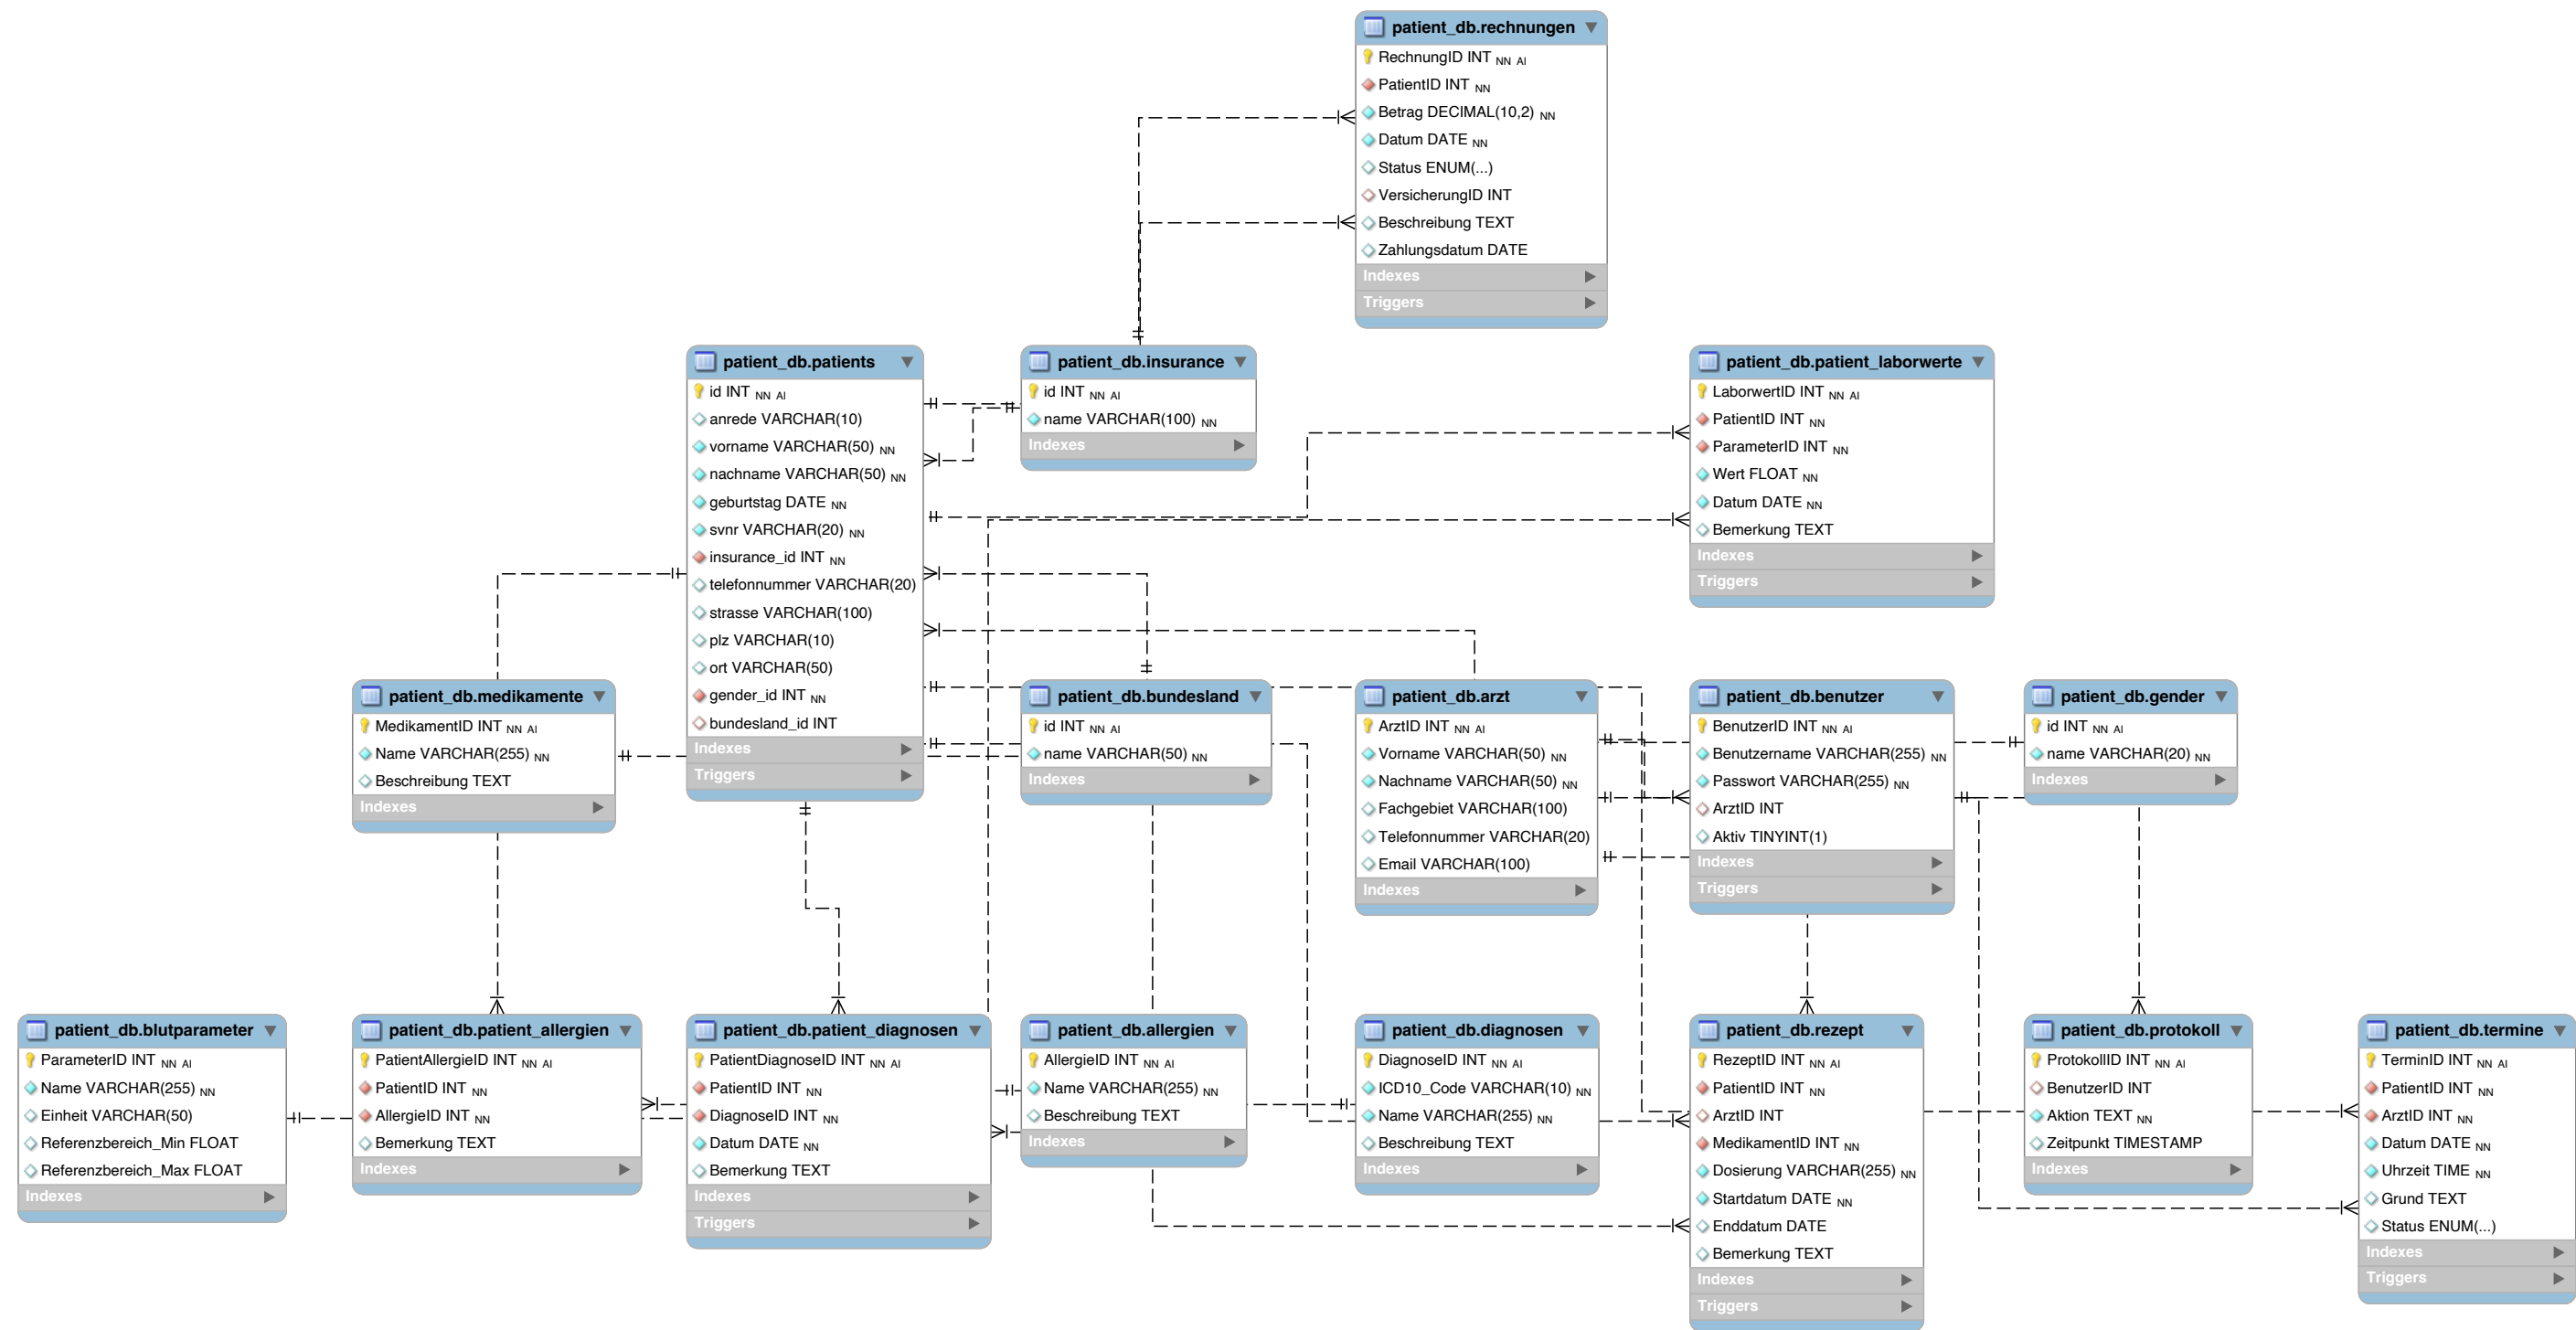 patient_db.rechnungen
RechnungID INT NN AI
PatientID INT NN
Betrag DECIMAL(10,2) NN
Datum DATE NN
Status ENUM(...)
VersicherungID INT
Beschreibung TEXT
Zahlungsdatum DATE
Indexes
Triggers
patient_db.patients
id INT NN AI
anrede VARCHAR(10)
vorname VARCHAR(50) NN
nachname VARCHAR(50) NN
geburtstag DATE NN
svnr VARCHAR(20) NN
insurance_id INT NN
telefonnummer VARCHAR(20)
strasse VARCHAR(100)
plz VARCHAR(10)
ort VARCHAR(50)
gender_id INT NN
bundesland_id INT
Indexes
Triggers
patient_db.insurance
id INT NN AI
name VARCHAR(100) NN
Indexes
patient_db.patient_laborwerte
LaborwertID INT NN AI
PatientID INT NN
ParameterID INT NN
Wert FLOAT NN
Datum DATE NN
Bemerkung TEXT
Indexes
Triggers
patient_db.medikamente
MedikamentID INT NN AI
Name VARCHAR(255) NN
Beschreibung TEXT
Indexes
patient_db.bundesland
id INT NN AI
name VARCHAR(50) NN
Indexes
patient_db.arzt
ArztID INT NN AI
Vorname VARCHAR(50) NN
Nachname VARCHAR(50) NN
Fachgebiet VARCHAR(100)
Telefonnummer VARCHAR(20)
Email VARCHAR(100)
Indexes
patient_db.benutzer
BenutzerID INT NN AI
Benutzername VARCHAR(255) NN
Passwort VARCHAR(255) NN
ArztID INT
Aktiv TINYINT(1)
Indexes
Triggers
patient_db.gender
id INT NN AI
name VARCHAR(20) NN
Indexes
patient_db.blutparameter
ParameterID INT NN AI
Name VARCHAR(255) NN
Einheit VARCHAR(50)
Referenzbereich_Min FLOAT
Referenzbereich_Max FLOAT
Indexes
patient_db.patient_allergien
PatientAllergieID INT NN AI
PatientID INT NN
AllergieID INT NN
Bemerkung TEXT
Indexes
patient_db.patient_diagnosen
PatientDiagnoseID INT NN AI
PatientID INT NN
DiagnoseID INT NN
Datum DATE NN
Bemerkung TEXT
Indexes
Triggers
patient_db.allergien
AllergieID INT NN AI
Name VARCHAR(255) NN
Beschreibung TEXT
Indexes
patient_db.diagnosen
DiagnoseID INT NN AI
ICD10_Code VARCHAR(10) NN
Name VARCHAR(255) NN
Beschreibung TEXT
Indexes
patient_db.rezept
RezeptID INT NN AI
PatientID INT NN
ArztID INT
MedikamentID INT NN
Dosierung VARCHAR(255) NN
Startdatum DATE NN
Enddatum DATE
Bemerkung TEXT
Indexes
Triggers
patient_db.protokoll
ProtokollID INT NN AI
BenutzerID INT
Aktion TEXT NN
Zeitpunkt TIMESTAMP
Indexes
patient_db.termine
TerminID INT NN AI
PatientID INT NN
ArztID INT NN
Datum DATE NN
Uhrzeit TIME NN
Grund TEXT
Status ENUM(...)
Indexes
Triggers